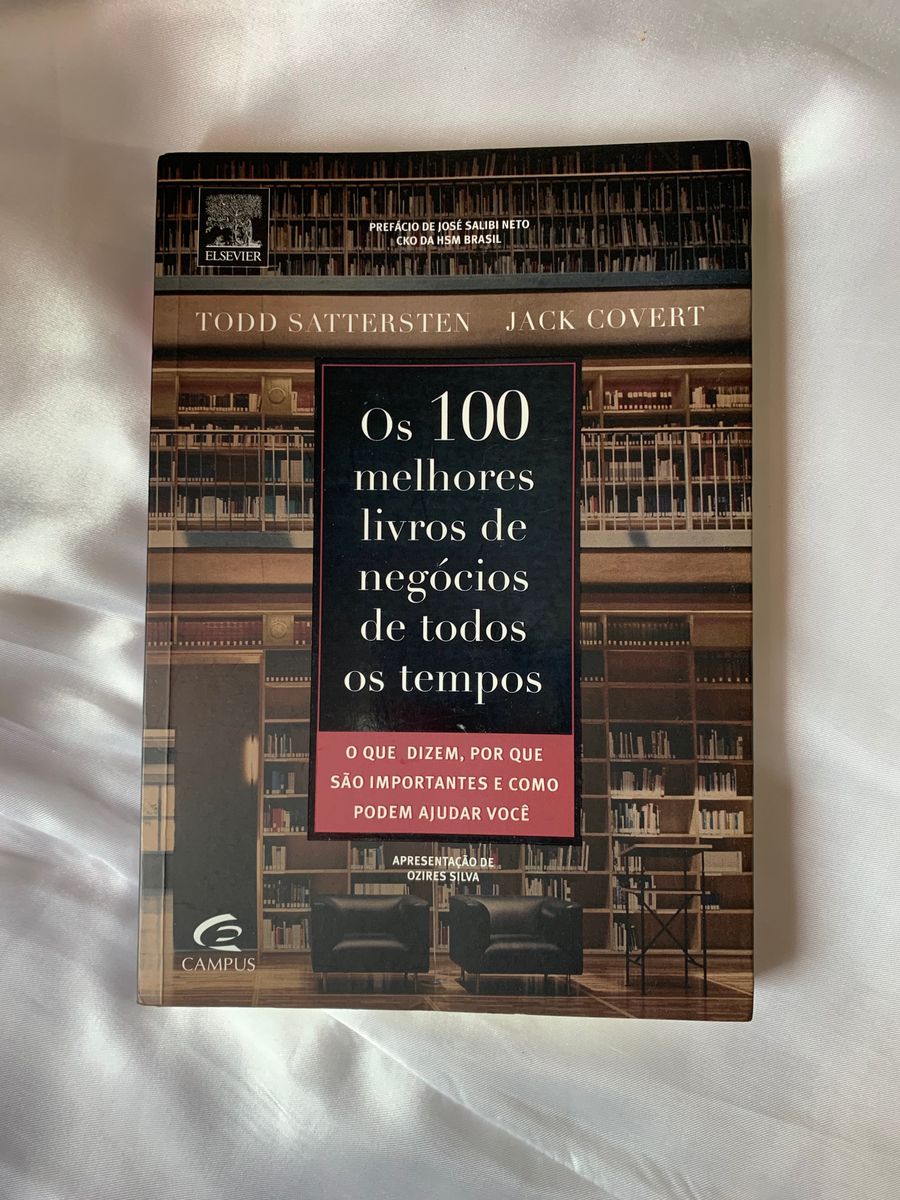 PREFÁCIO DE JOSÉ SALIBI NETO
CKO DA HSM BRASIL
ELSEVIER
TODD SATTERSTEN JACK COVERT
Os 100
melhores
livros de
negócios
de todos
os tempos
O QUE DIZEM, POR QUE
SÃO IMPORTANTES E COMO
PODEM AJUDAR VOCÊ
APRESENTAÇÃO DE
OZIRES SILVA
CAMPUS